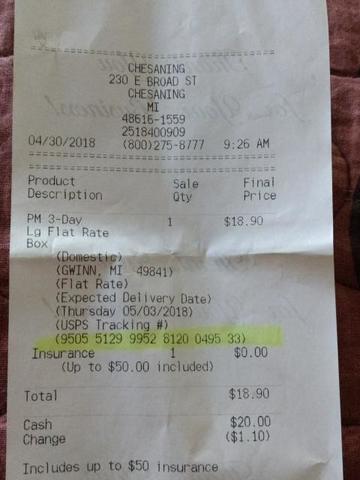 CHESANING
230 E BROAD ST
CHESANING
MI
48616-1559
2518400909
04/30/2018 (800)275-8777 9:26 AM
Product Sale Final
Description Qty Price
PM 3-Day 1 $18.90
Lg Flat Rate
Box
(Domestic)
(GWINN, MI 49841)
(Flat Rate)
(Expected Delivery Date)
(Thursday 05/03/2018)
(USPS Tracking #)
(9505 5129 9952 8120 0495 33)
Insurance 1 $0.00
(Up to $50.00 included)
Total $18.90
Cash $20.00
Change ($1.10)
Includes up to $50 insurance